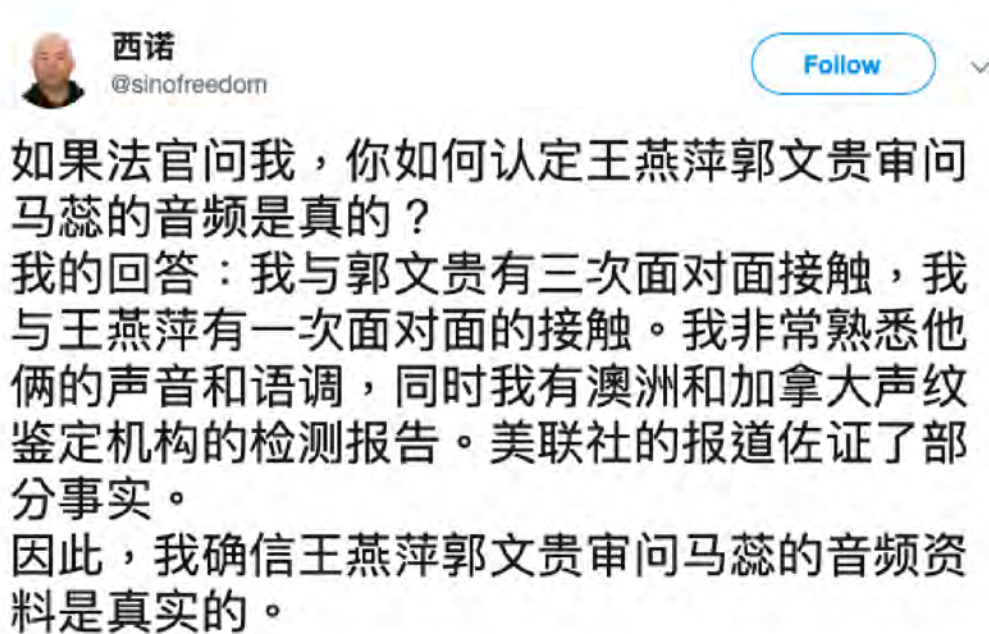 西诺
@sinofreedom
Follow
如果法官问我，你如何认定王燕萍郭文贵审问
马蕊的音频是真的？
我的回答：我与郭文贵有三次面对面接触，我
与王燕萍有一次面对面的接触。我非常熟悉他
俩的声音和语调，同时我有澳洲和加拿大声纹
鉴定机构的检测报告。美联社的报道佐证了部
分事实。
因此，我确信王燕萍郭文贵审问马蕊的音频资
料是真实的。